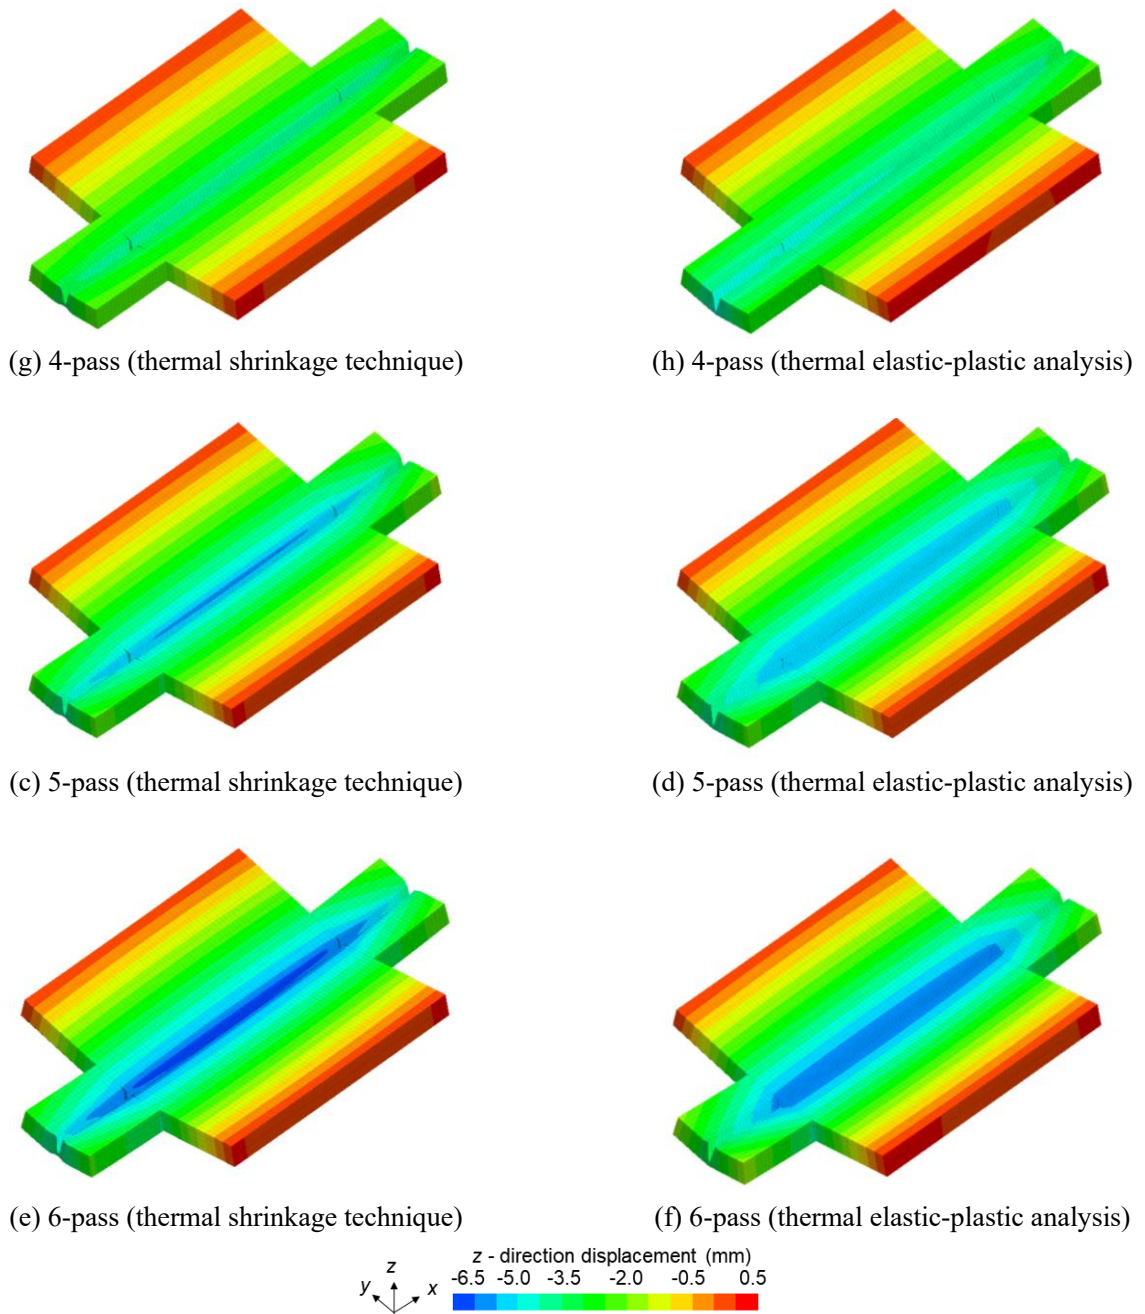 (g) 4-pass (thermal shrinkage technique)
(h) 4-pass (thermal elastic-plastic analysis)
(c) 5-pass (thermal shrinkage technique)
(d) 5-pass (thermal elastic-plastic analysis)
(e) 6-pass (thermal shrinkage technique)
(f) 6-pass (thermal elastic-plastic analysis)
z - direction displacement (mm)
-6.5 -5.0 -3.5 -2.0 -0.5 0.5
z
y
x